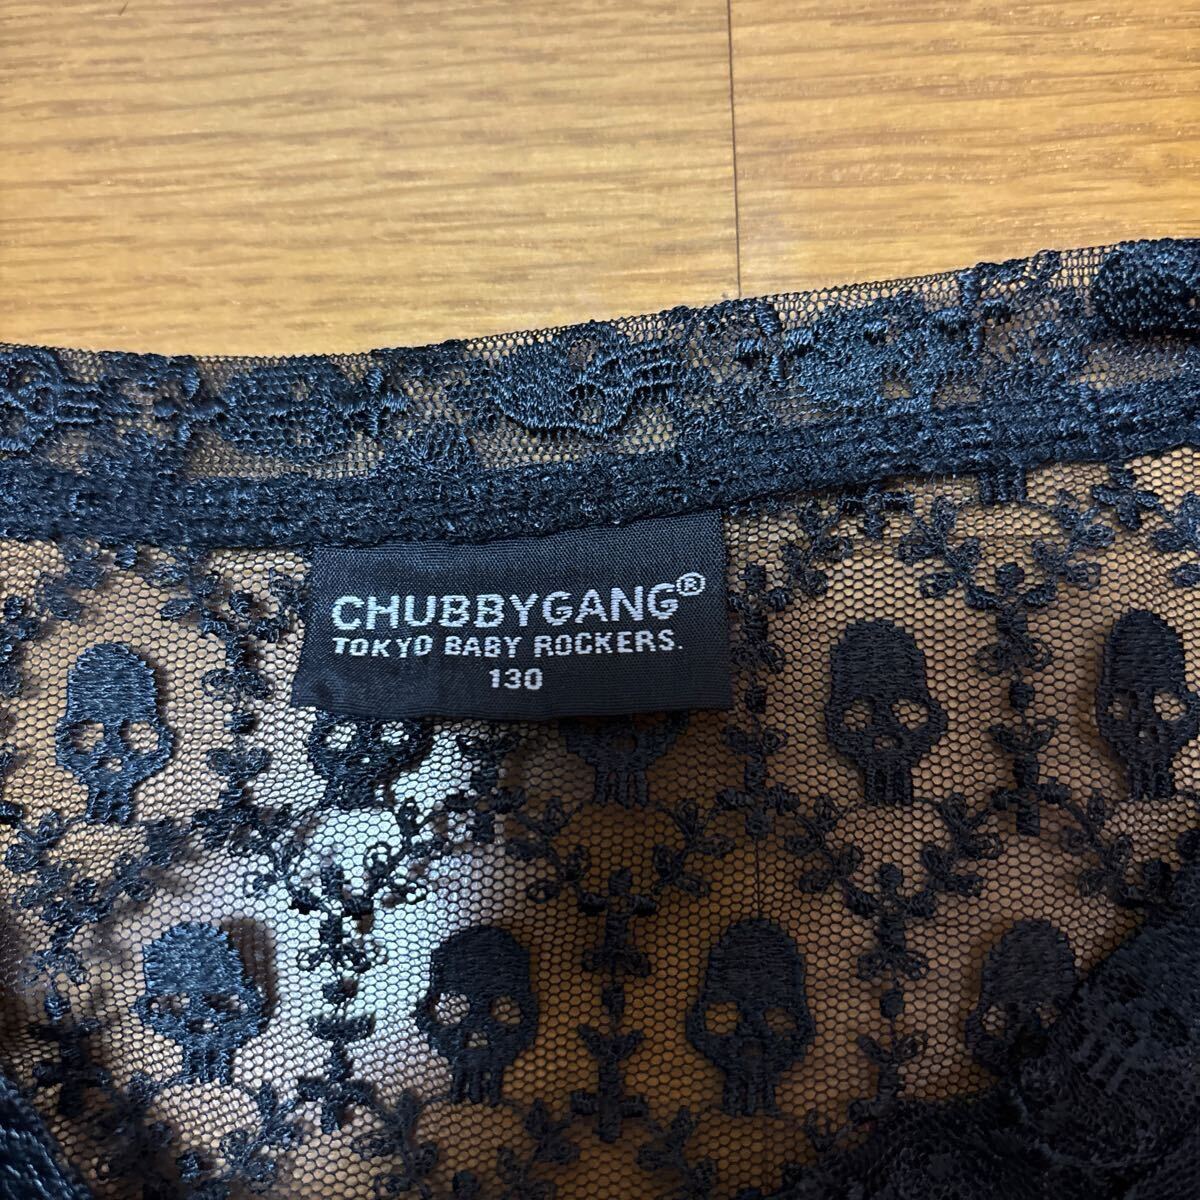 CHUBBYGANG®
TOKYO BABY ROCKERS.
130